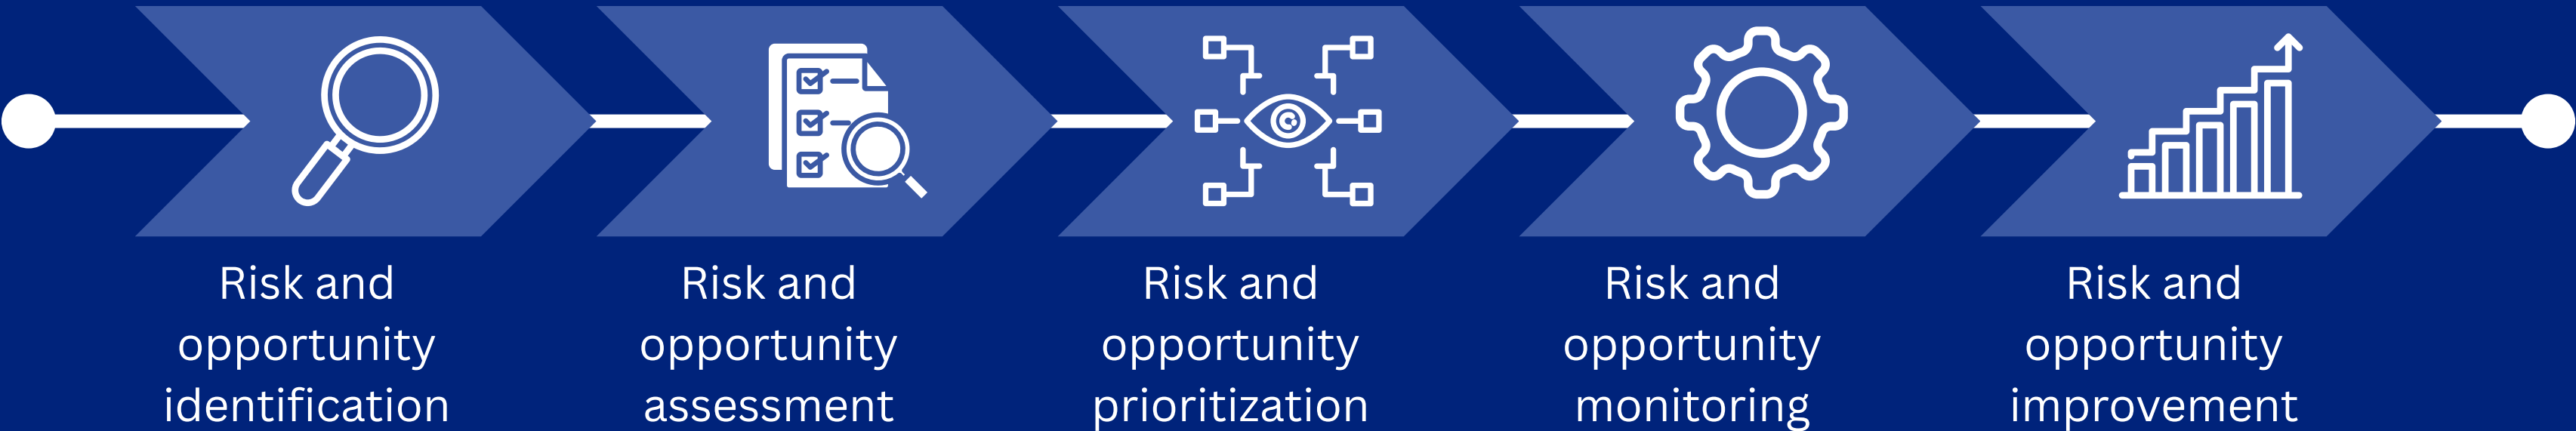 Risk and
opportunity
identification
Risk and
opportunity
assessment
Risk and
opportunity
prioritization
Risk and
opportunity
monitoring
Risk and
opportunity
improvement